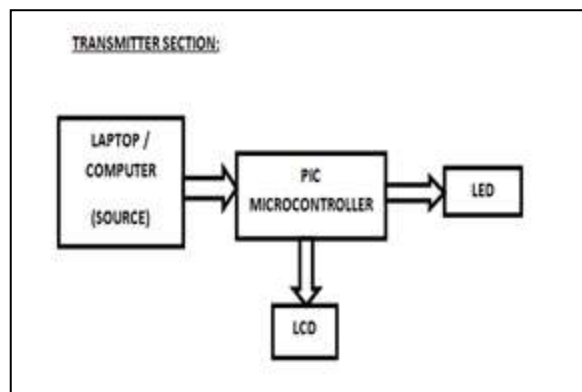 TRANSMITTER SECTION:
LAPTOP /
COMPUTER
(SOURCE)
PIC
MICROCONTROLLER
LED
LCD